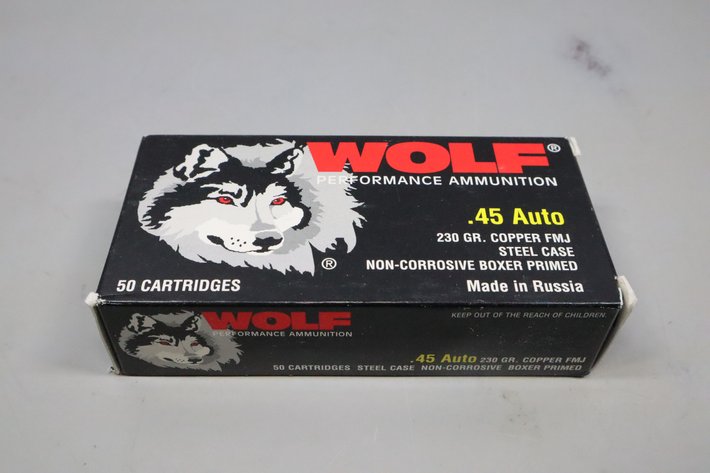 WOLF®
PERFORMANCE AMMUNITION
.45 Auto
230 GR. COPPER FMJ
STEEL CASE
NON-CORROSIVE BOXER PRIMED
®
50 CARTRIDGES
Made in Russia
WOLF
PERFORMANCE AMMUNITION
KEEP OUT OF THE REACH OF CHILDREN.
.45 Auto 230 GR. COPPER FMJ
50 CARTRIDGES STEEL CASE NON-CORROSIVE BOXER PRIMED